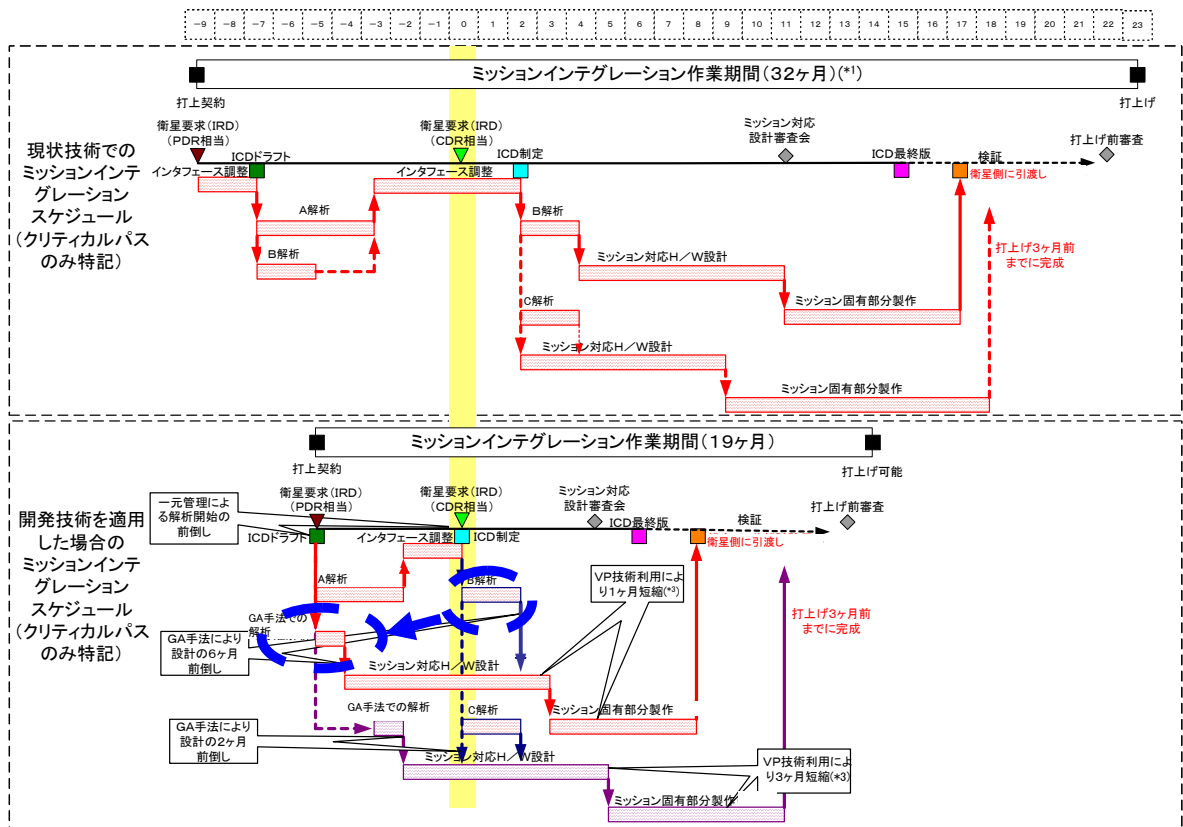 -9 -8 -7 -6 -5 -4 -3 -2 -1 0 1 2 3 4 5 6 7 8 9 10 11 12 13 14 15 16 17 18 19 20 21 22 23
ミッションインテグレーション作業期間(32ヶ月)(*1)
打上契約
打上げ
衛星要求(IRD)
(PDR相当)
衛星要求(IRD)
(CDR相当)
ミッション対応
設計審査会
打上げ前審査
現状技術での
ミッションインテ
グレーション
スケジュール
(クリティカルパス
のみ特記)
ICDドラフト
ICD制定
ICD最終版
検証
インタフェース調整
インタフェース調整
衛星側に引渡し
A解析
B解析
B解析
ミッション対応H/W設計
打上げ3ヶ月前
までに完成
C解析
ミッション固有部分製作
ミッション対応H/W設計
ミッション固有部分製作
ミッションインテグレーション作業期間(19ヶ月)
打上契約
打上げ可能
一元管理によ
る解析開始の
前倒し
衛星要求(IRD)
(PDR相当)
衛星要求(IRD)
(CDR相当)
ミッション対応
設計審査会
打上げ前審査
開発技術を適用
した場合の
ミッションインテ
グレーション
スケジュール
(クリティカルパス
のみ特記)
ICDドラフト
インタフェース調整
ICD制定
ICD最終版
検証
衛星側に引渡し
A解析
B解析
VP技術利用によ
り1ヶ月短縮(*3)
打上げ3ヶ月前
までに完成
GA手法での
解析
GA手法により
設計の6ヶ月
前倒し
ミッション対応H/W設計
GA手法での解析
C解析
ミッション固有部分製作
GA手法により
設計の2ヶ月
前倒し
ミッション対応H/W設計
VP技術利用によ
り3ヶ月短縮(*3)
ミッション固有部分製作